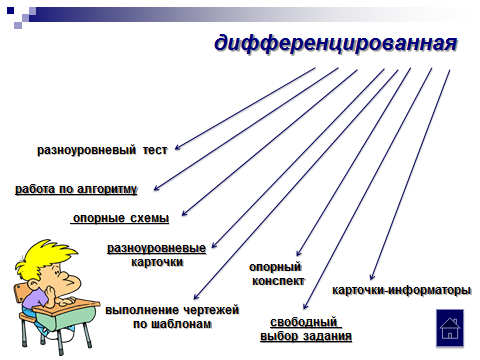 дифференцированная
разноуровневый тест
работа по алгоритму
опорные схемы
разноуровневые
карточки
опорный
конспект
карточки-информаторы
выполнение чертежей
по шаблонам
свободный
выбор задания